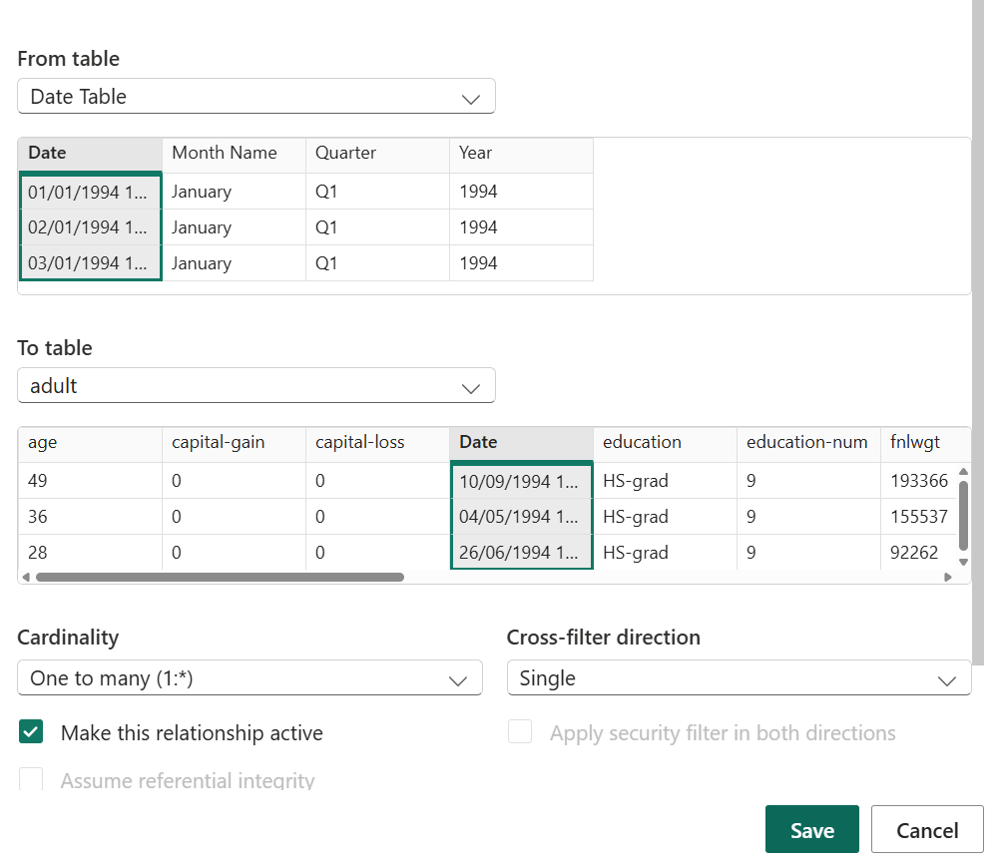 From table
Date Table
Date Month Name Quarter Year
01/01/1994 1... January Q1 1994
02/01/1994 1... January Q1 1994
03/01/1994 1... January Q1 1994
To table
adult
age capital-gain capital-loss Date education education-num fnlwgt
49 0 0 10/09/1994 1... HS-grad 9 193366
36 0 0 04/05/1994 1... HS-grad 9 155537
28 0 0 26/06/1994 1... HS-grad 9 92262
Cardinality Cross-filter direction
One to many (1:*) Single
Make this relationship active Apply security filter in both directions
Assume referential integrity
Save Cancel